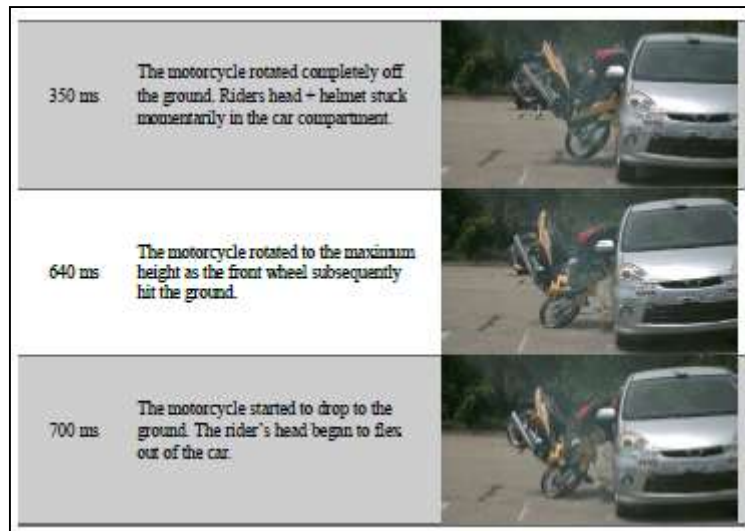 350 ms
The motorcycle rotated completely off
the ground. Riders head + helmet stuck
momentarily in the car compartment.
640 ms
The motorcycle rotated to the maximum
height as the front wheel subsequently
hit the ground.
700 ms
The motorcycle started to drop to the
ground. The rider's head began to flex
out of the car.